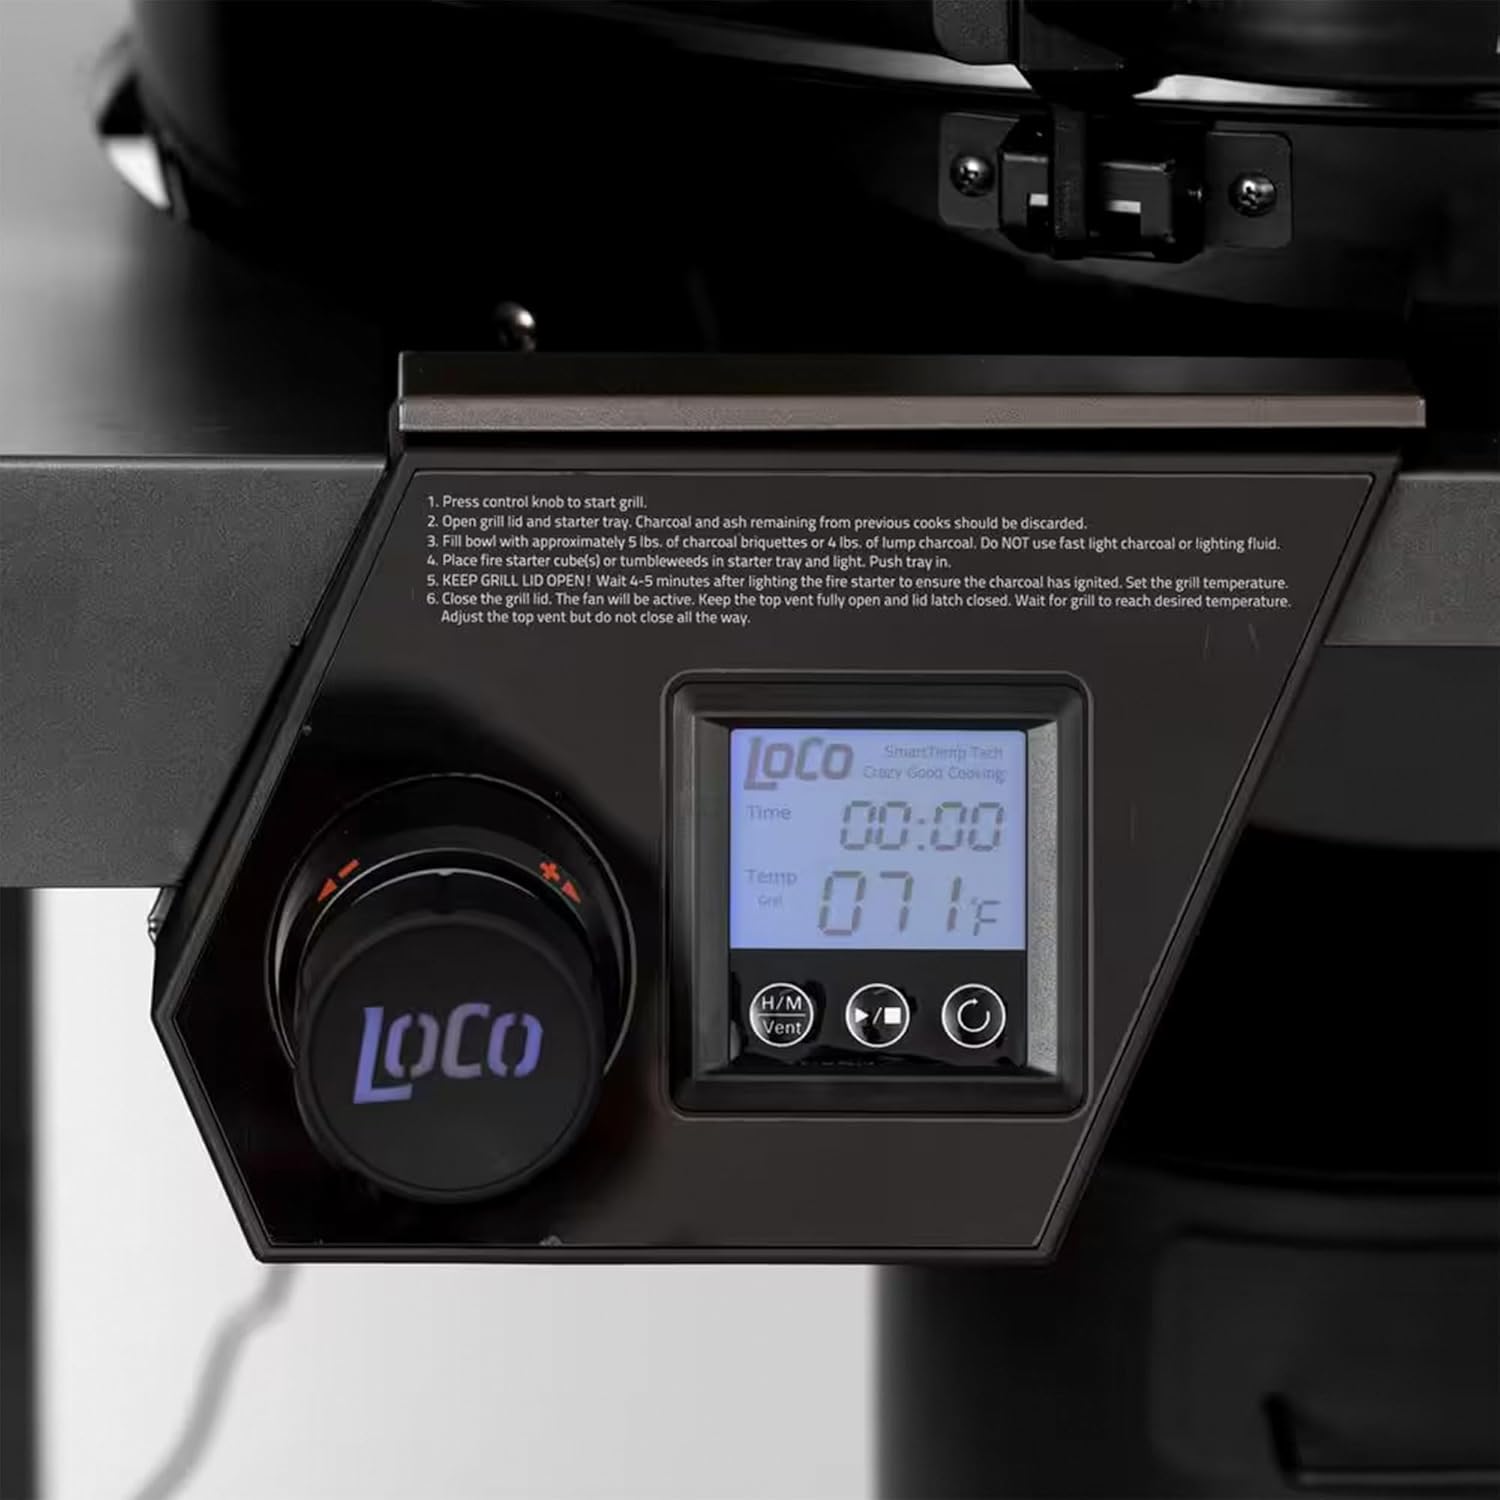 1. Press control knob to start grill.
2. Open grill lid and starter tray. Charcoal and ash remaining from previous cooks should be discarded.
3. Fill bowl with approximately 5 lbs. of charcoal briquettes or 4 lbs. of lump charcoal. Do NOT use fast light charcoal or lighting fluid.
4. Place fire starter cube(s) or tumbleweeds in starter tray and light. Push tray in.
5. KEEP GRILL LID OPEN! Wait 4-5 minutes after lighting the fire starter to ensure the charcoal has ignited. Set the grill temperature.
6. Close the grill lid. The fan will be active. Keep the top vent fully open and lid latch closed. Wait for grill to reach desired temperature.
Adjust the top vent but do not close all the way.
LoCo
SmartTemp Tech
Crazy Good Cooking
Time 00:00
Temp 071°F
Grill
H/M
Vent
- +
LoCo